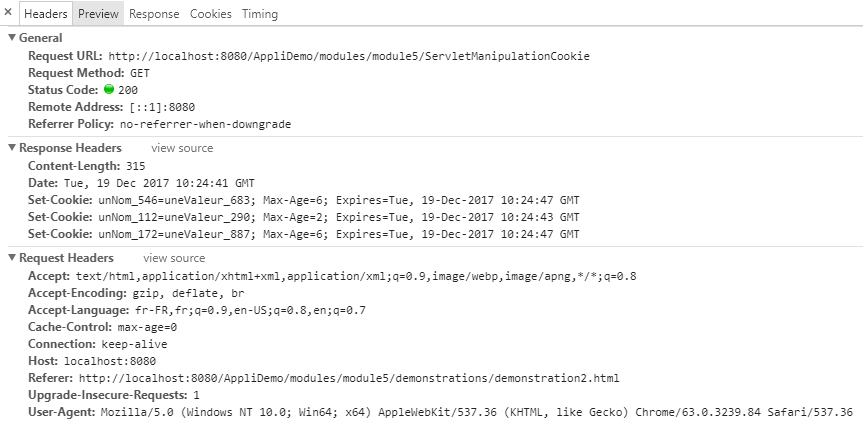 × Headers Preview Response Cookies Timing
▼ General
Request URL: http://localhost:8080/AppliDemo/modules/module5/ServletManipulationCookie
Request Method: GET
Status Code: 200
Remote Address: [::1]:8080
Referrer Policy: no-referrer-when-downgrade
▼ Response Headers view source
Content-Length: 315
Date: Tue, 19 Dec 2017 10:24:41 GMT
Set-Cookie: unNom_546=uneValeur_683; Max-Age=6; Expires=Tue, 19-Dec-2017 10:24:47 GMT
Set-Cookie: unNom_112=uneValeur_290; Max-Age=2; Expires=Tue, 19-Dec-2017 10:24:43 GMT
Set-Cookie: unNom_172=uneValeur_887; Max-Age=6; Expires=Tue, 19-Dec-2017 10:24:47 GMT
▼ Request Headers view source
Accept: text/html,application/xhtml+xml,application/xml;q=0.9,image/webp,image/apng,*/*;q=0.8
Accept-Encoding: gzip, deflate, br
Accept-Language: fr-FR,fr;q=0.9,en-US;q=0.8,en;q=0.7
Cache-Control: max-age=0
Connection: keep-alive
Host: localhost:8080
Referer: http://localhost:8080/AppliDemo/modules/module5/demonstrations/demonstration2.html
Upgrade-Insecure-Requests: 1
User-Agent: Mozilla/5.0 (Windows NT 10.0; Win64; x64) AppleWebKit/537.36 (KHTML, like Gecko) Chrome/63.0.3239.84 Safari/537.36